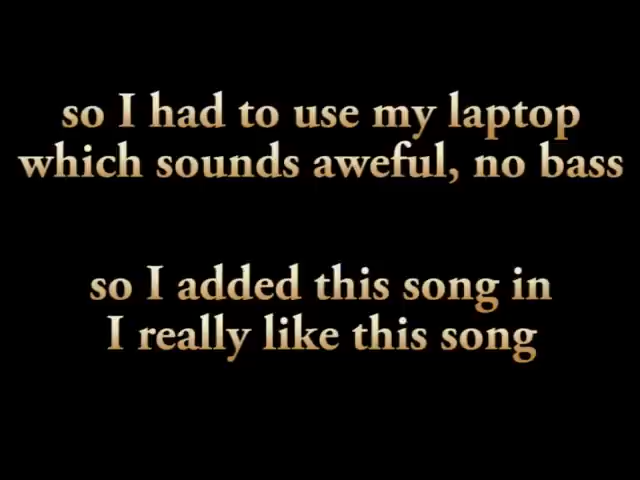 so I had to use my laptop
which sounds aweful, no bass
so I added this song in
I really like this song